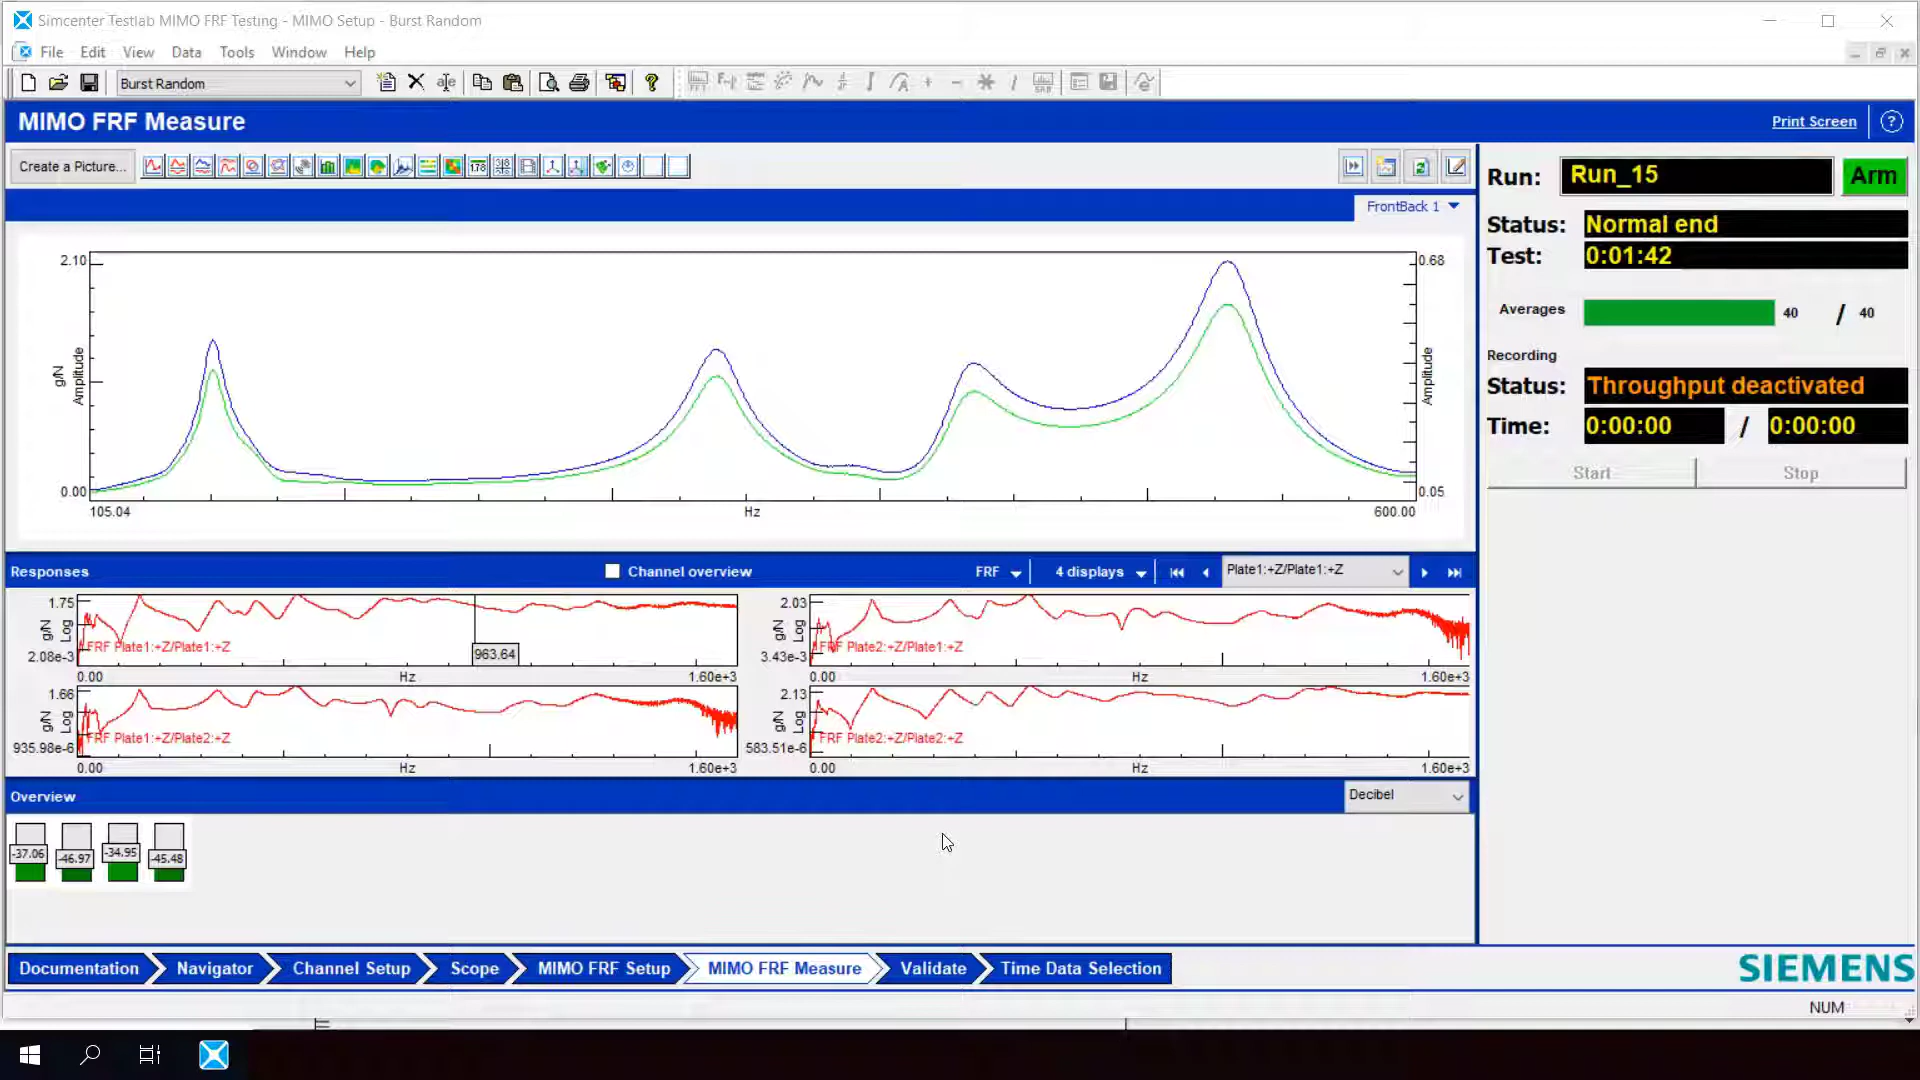 Simcenter Testlab MIMO FRF Testing - MIMO Setup - Burst Random
File Edit View Data Tools Window Help
Burst Random
MIMO FRF Measure
Print Screen
Create a Picture...
FrontBack 1
2.10
0.00
g/N
Amplitude
105.04
Hz
600.00
0.68
0.05
Amplitude
Run: Run_15 Arm
Status: Normal end
Test: 0:01:42
Averages 40 / 40
Recording
Status: Throughput deactivated
Time: 0:00:00 / 0:00:00
Start Stop
Responses Channel overview FRF 4 displays Plate1:+Z/Plate1:+Z
1.75
g/N
Log
2.08e-3
FRF Plate1:+Z/Plate1:+Z
963.64
0.00 Hz 1.60e+3
2.03
g/N
Log
3.43e-3
FRF Plate2:+Z/Plate1:+Z
0.00 Hz 1.60e+3
1.66
g/N
Log
935.98e-6
FRF Plate1:+Z/Plate2:+Z
0.00 Hz 1.60e+3
2.13
g/N
Log
583.51e-6
FRF Plate2:+Z/Plate2:+Z
0.00 Hz 1.60e+3
Overview Decibel
-37.06 -46.97 -34.95 -45.48
Documentation Navigator Channel Setup Scope MIMO FRF Setup MIMO FRF Measure Validate Time Data Selection
SIEMENS
NUM